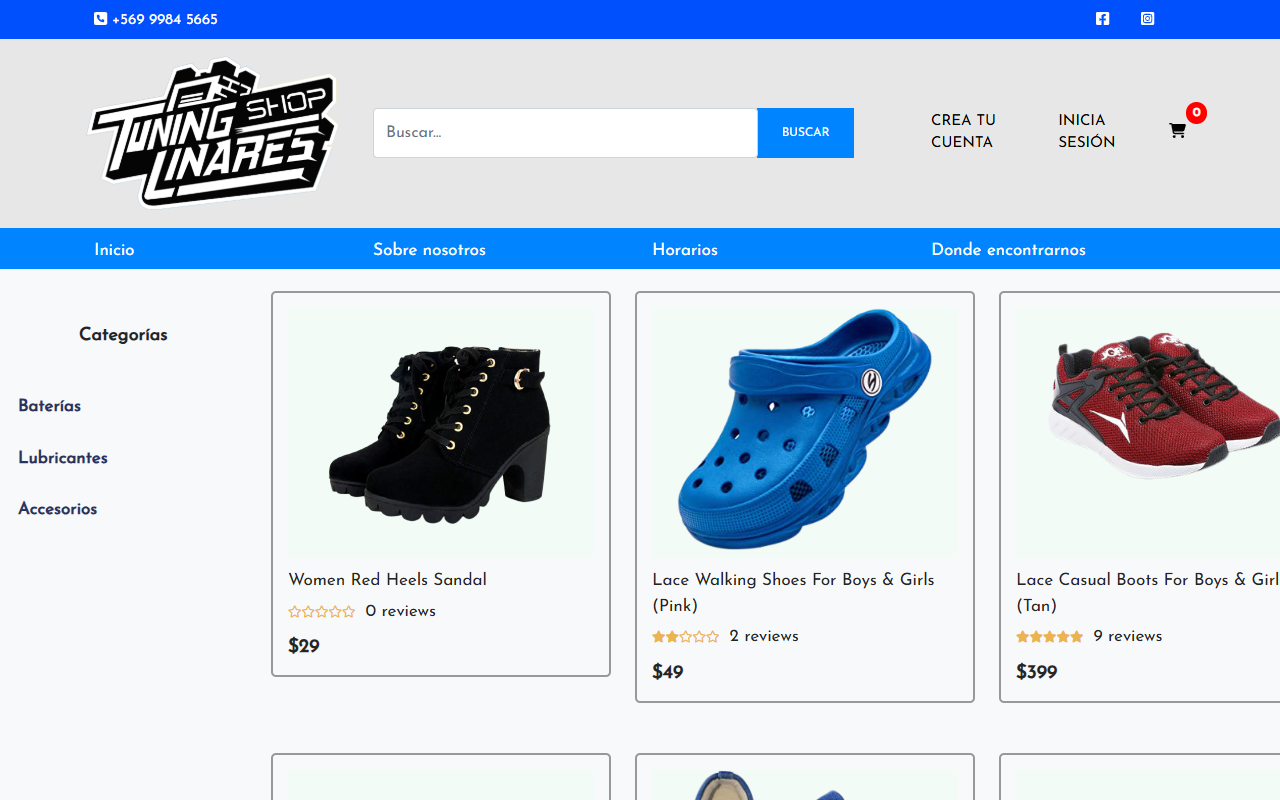 +569 9984 5665
TUNING SHOP
LINARES
Buscar...
BUSCAR
CREA TU
CUENTA
INICIA
SESIÓN
0
Inicio
Sobre nosotros
Horarios
Donde encontrarnos
Categorías
Baterías
Lubricantes
Accesorios
Women Red Heels Sandal
0 reviews
$29
Lace Walking Shoes For Boys & Girls
(Pink)
2 reviews
$49
Lace Casual Boots For Boys & Girl
(Tan)
9 reviews
$399